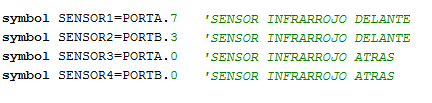 symbol SENSOR1=PORTA.7 'SENSOR INFRARROJO DELANTE
symbol SENSOR2=PORTB.3 'SENSOR INFRARROJO DELANTE
symbol SENSOR3=PORTA.0 'SENSOR INFRARROJO ATRAS
symbol SENSOR4=PORTB.0 'SENSOR INFRARROJO ATRAS